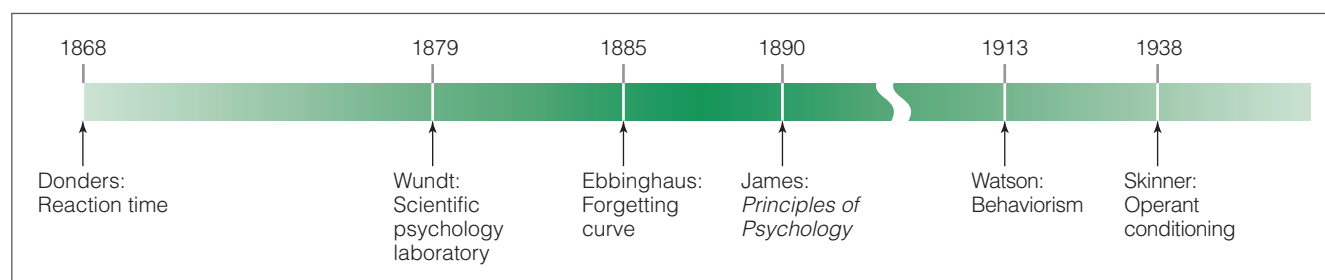 1868
1879
1885
1890
1913
1938
Donders:
Reaction time
Wundt:
Scientific
psychology
laboratory
Ebbinghaus:
Forgetting
curve
James:
Principles of
Psychology
Watson:
Behaviorism
Skinner:
Operant
conditioning